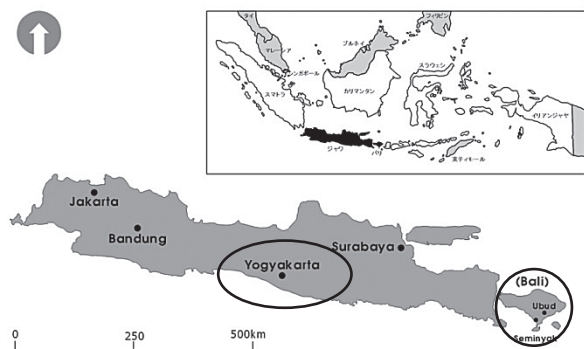 タイ
フィリピン
マレーシア
ブルネイ
シンガポール
スラウェシ
スマトラ
カリマンタン
イリアンジャヤ
ジャワ
バリ
東ティモール
Jakarta
Bandung
Yogyakarta
Surabaya
(Bali)
Ubud
Seminyak
0
250
500km